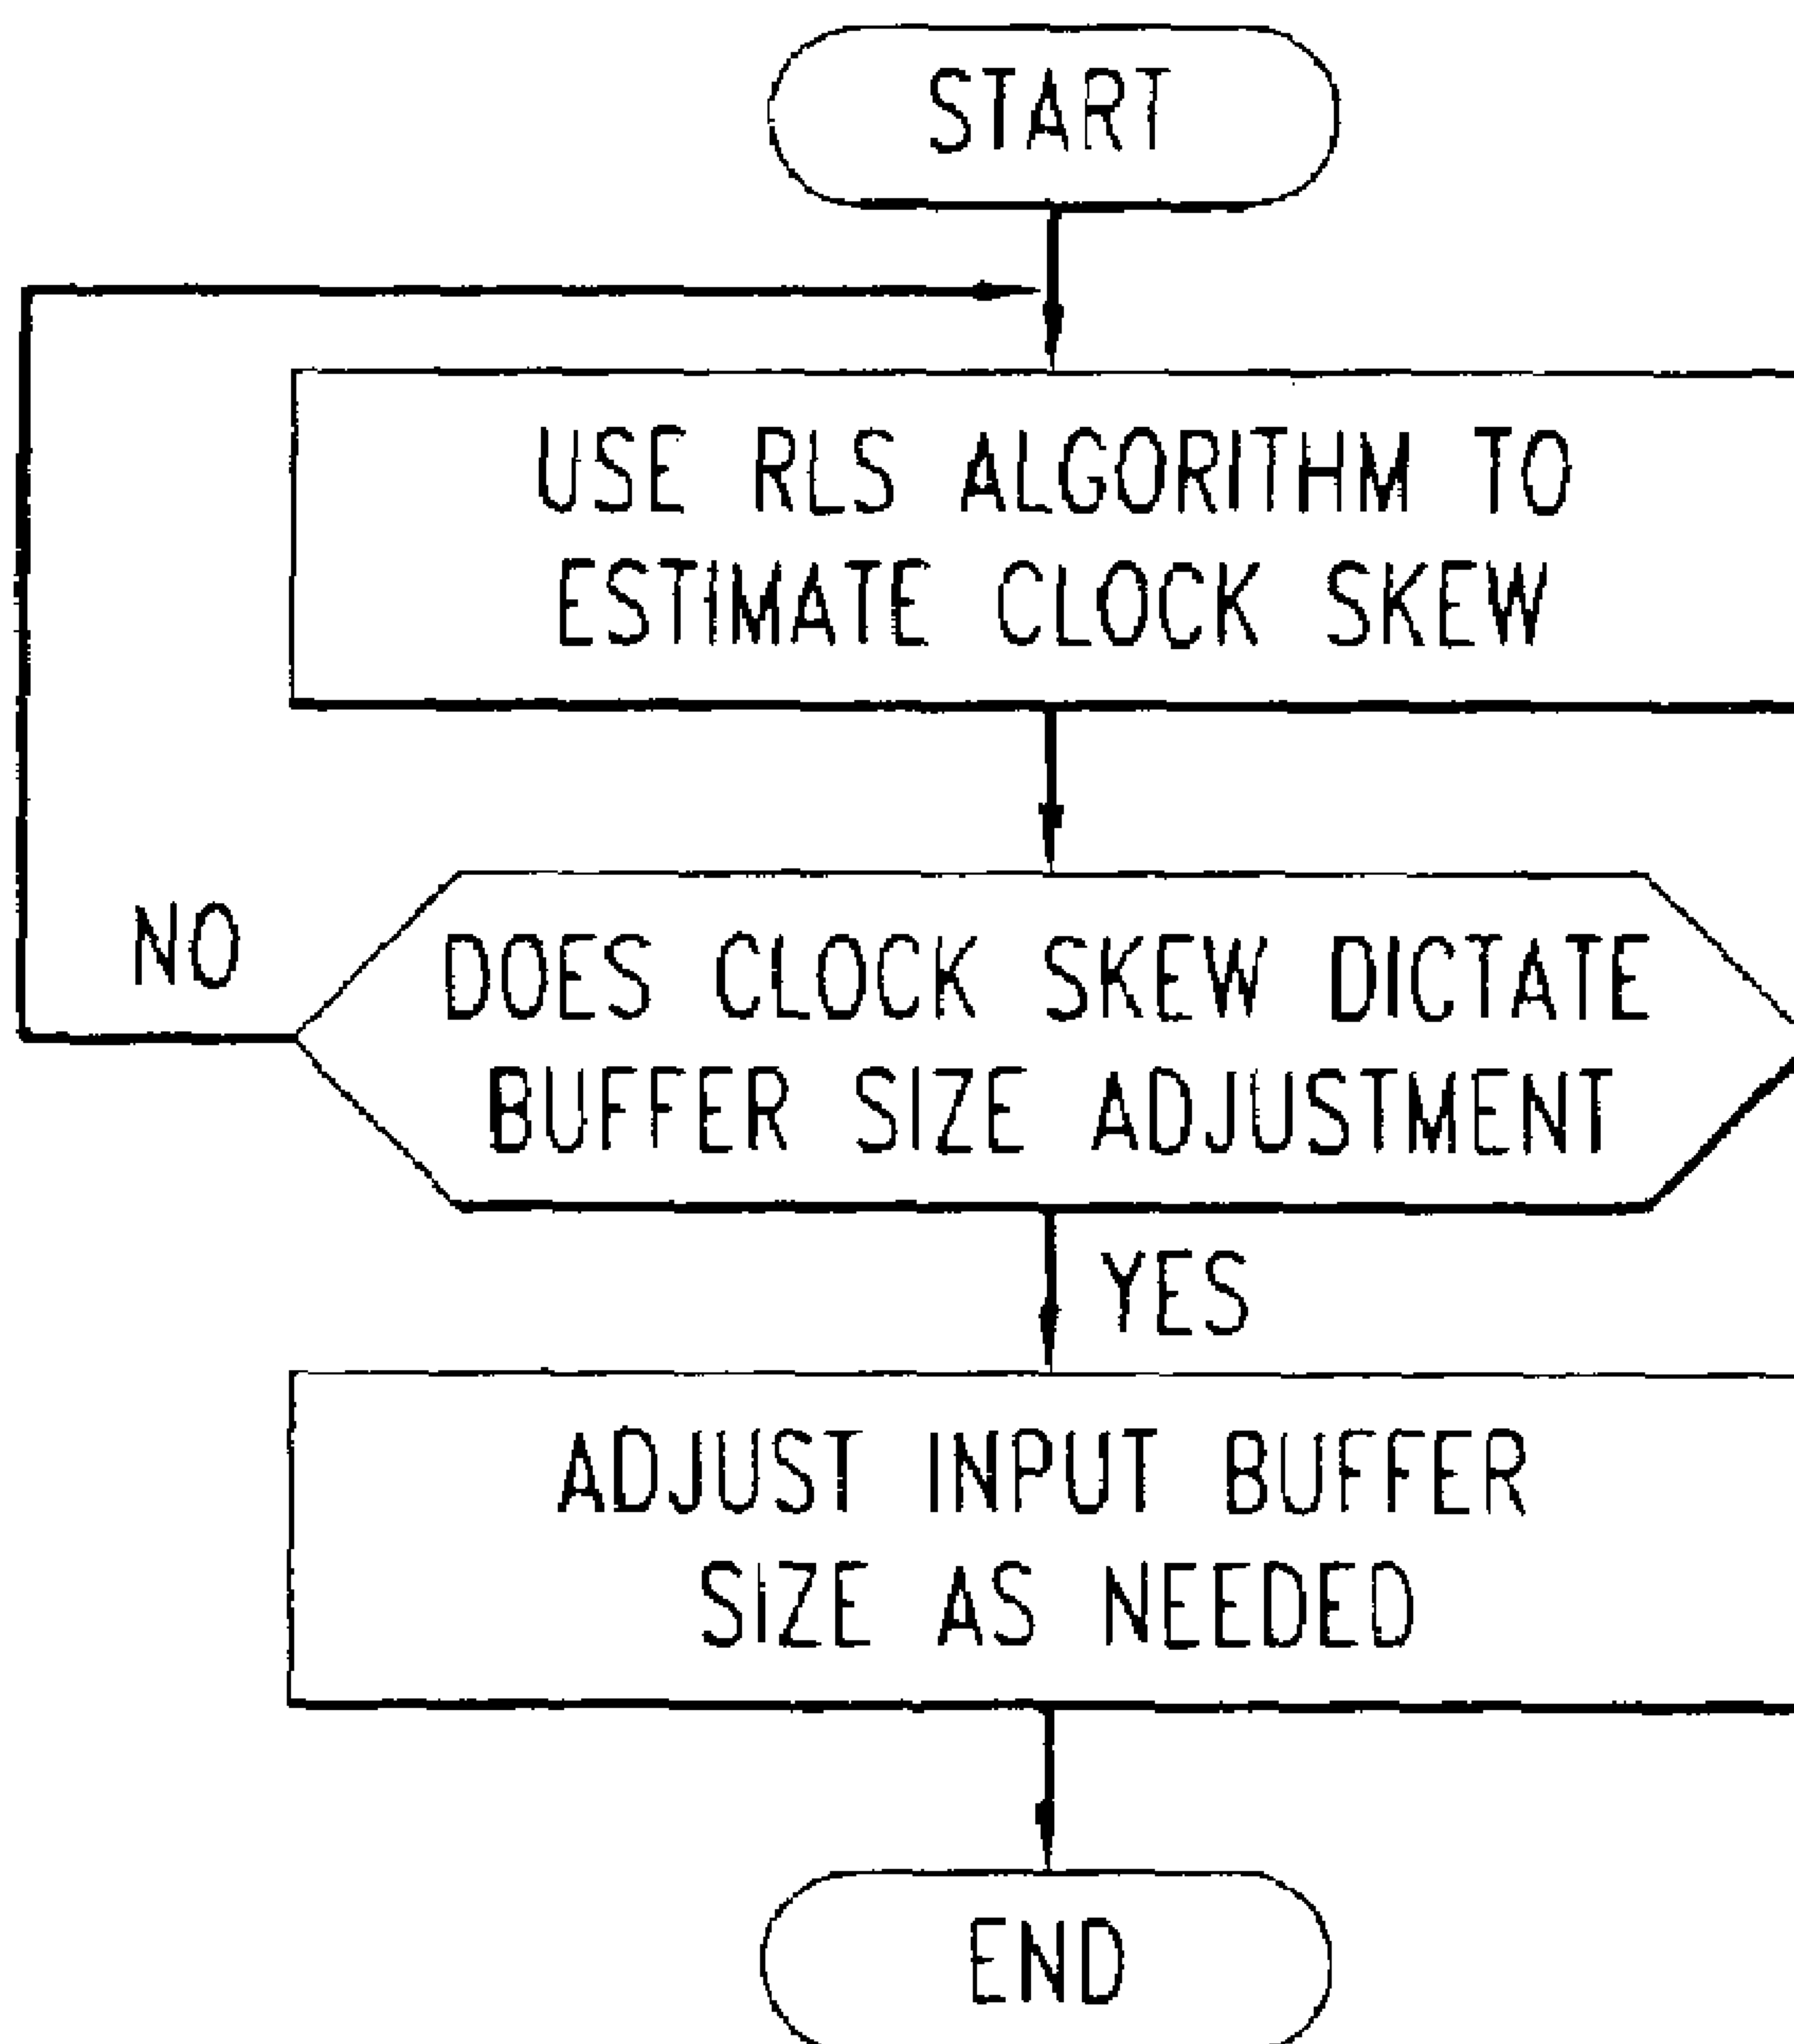 START
USE RLS ALGORITHM TO
ESTIMATE CLOCK SKEW
NO
DOES CLOCK SKEW DICTATE
BUFFER SIZE ADJUSTMENT
YES
ADJUST INPUT BUFFER
SIZE AS NEEDED
END